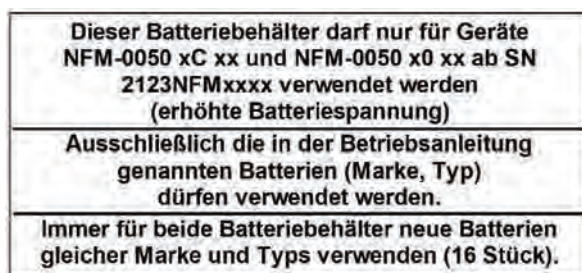 Dieser Batteriebehälter darf nur für Geräte
NFM-0050 xC xx und NFM-0050 x0 xx ab SN
2123NFMxxxx verwendet werden
(erhöhte Batteriespannung)
Ausschließlich die in der Betriebsanleitung
genannten Batterien (Marke, Typ)
dürfen verwendet werden.
Immer für beide Batteriebehälter neue Batterien
gleicher Marke und Typs verwenden (16 Stück).